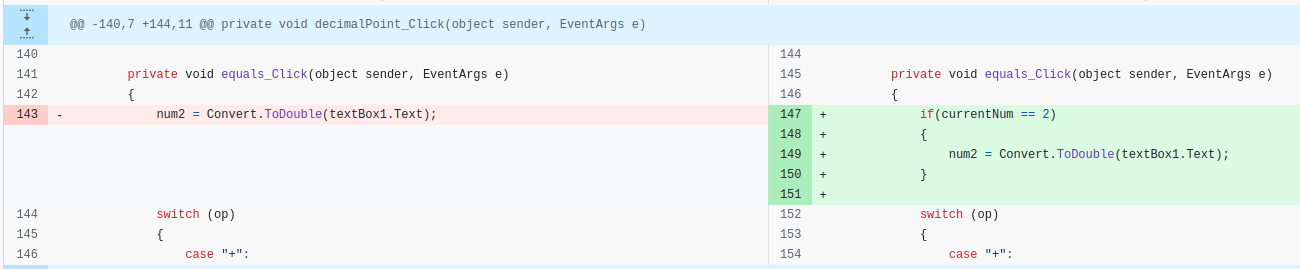 @@ -140,7 +144,11 @@ private void decimalPoint_Click(object sender, EventArgs e)
140
141 private void equals_Click(object sender, EventArgs e)
142 {
143 - num2 = Convert.ToDouble(textBox1.Text);
144 switch (op)
145 {
146 case "+":
144
145 private void equals_Click(object sender, EventArgs e)
146 {
147 + if(currentNum == 2)
148 + {
149 + num2 = Convert.ToDouble(textBox1.Text);
150 + }
151 +
152 switch (op)
153 {
154 case "+":